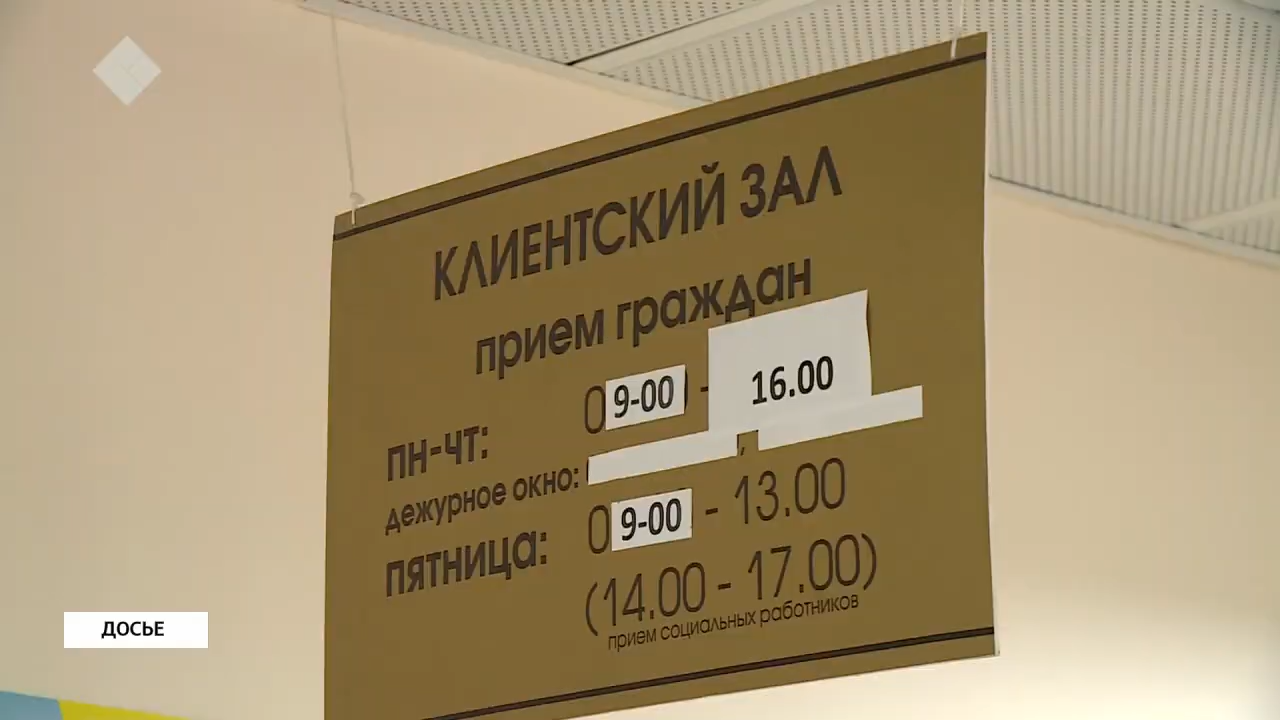 КЛИЕНТСКИЙ ЗАЛ
прием граждан
ПН-ЧТ: 09-00 - 16.00
дежурное окно: ,
пятница: 09-00 - 13.00
(14.00 - 17.00)
прием социальных работников
ДОСЬЕ